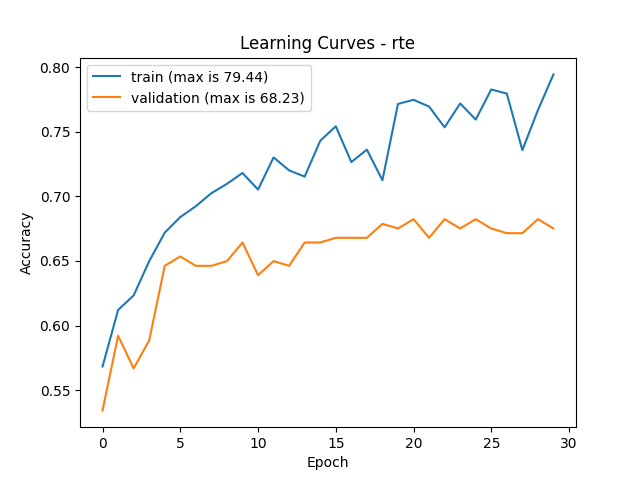 Learning Curves - rte
train (max is 79.44)
validation (max is 68.23)
Accuracy
0.80
0.75
0.70
0.65
0.60
0.55
0 5 10 15 20 25 30
Epoch